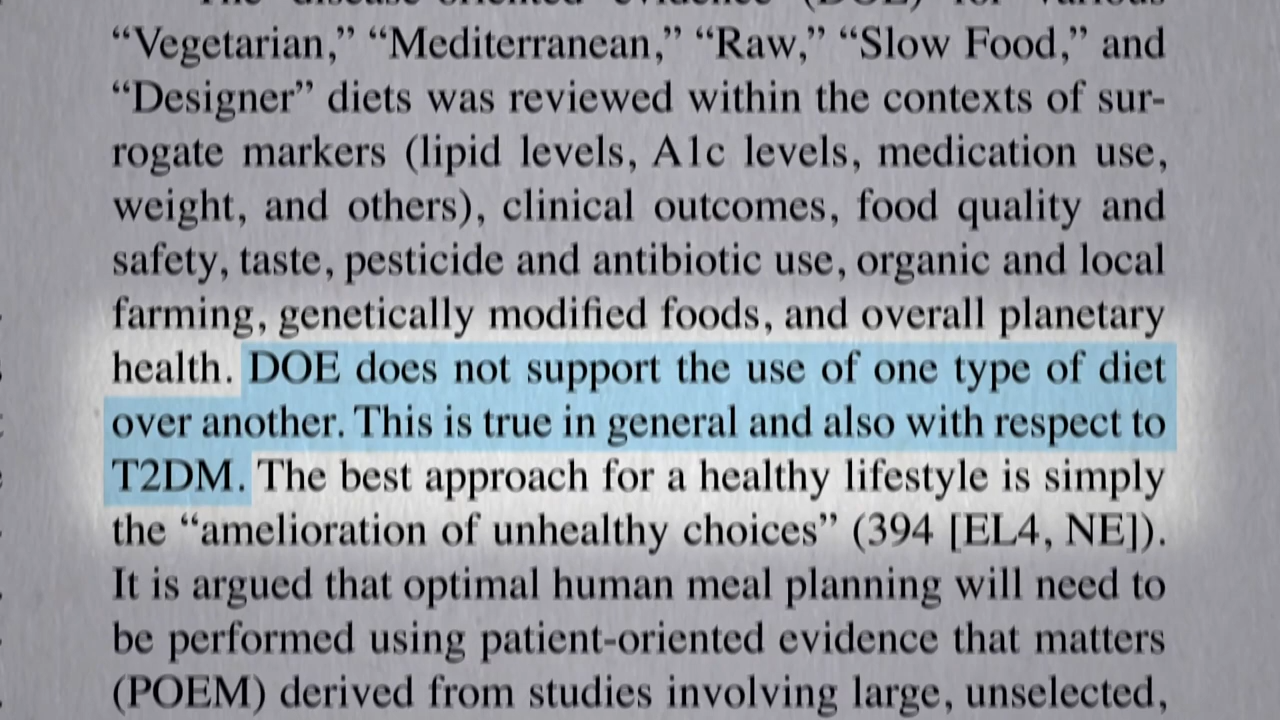 “Vegetarian,” “Mediterranean,” “Raw,” “Slow Food,” and
“Designer” diets was reviewed within the contexts of sur-
rogate markers (lipid levels, A1c levels, medication use,
weight, and others), clinical outcomes, food quality and
safety, taste, pesticide and antibiotic use, organic and local
farming, genetically modified foods, and overall planetary
health. DOE does not support the use of one type of diet
over another. This is true in general and also with respect to
T2DM. The best approach for a healthy lifestyle is simply
the “amelioration of unhealthy choices” (394 [EL4, NE]).
It is argued that optimal human meal planning will need to
be performed using patient-oriented evidence that matters
(POEM) derived from studies involving large, unselected,